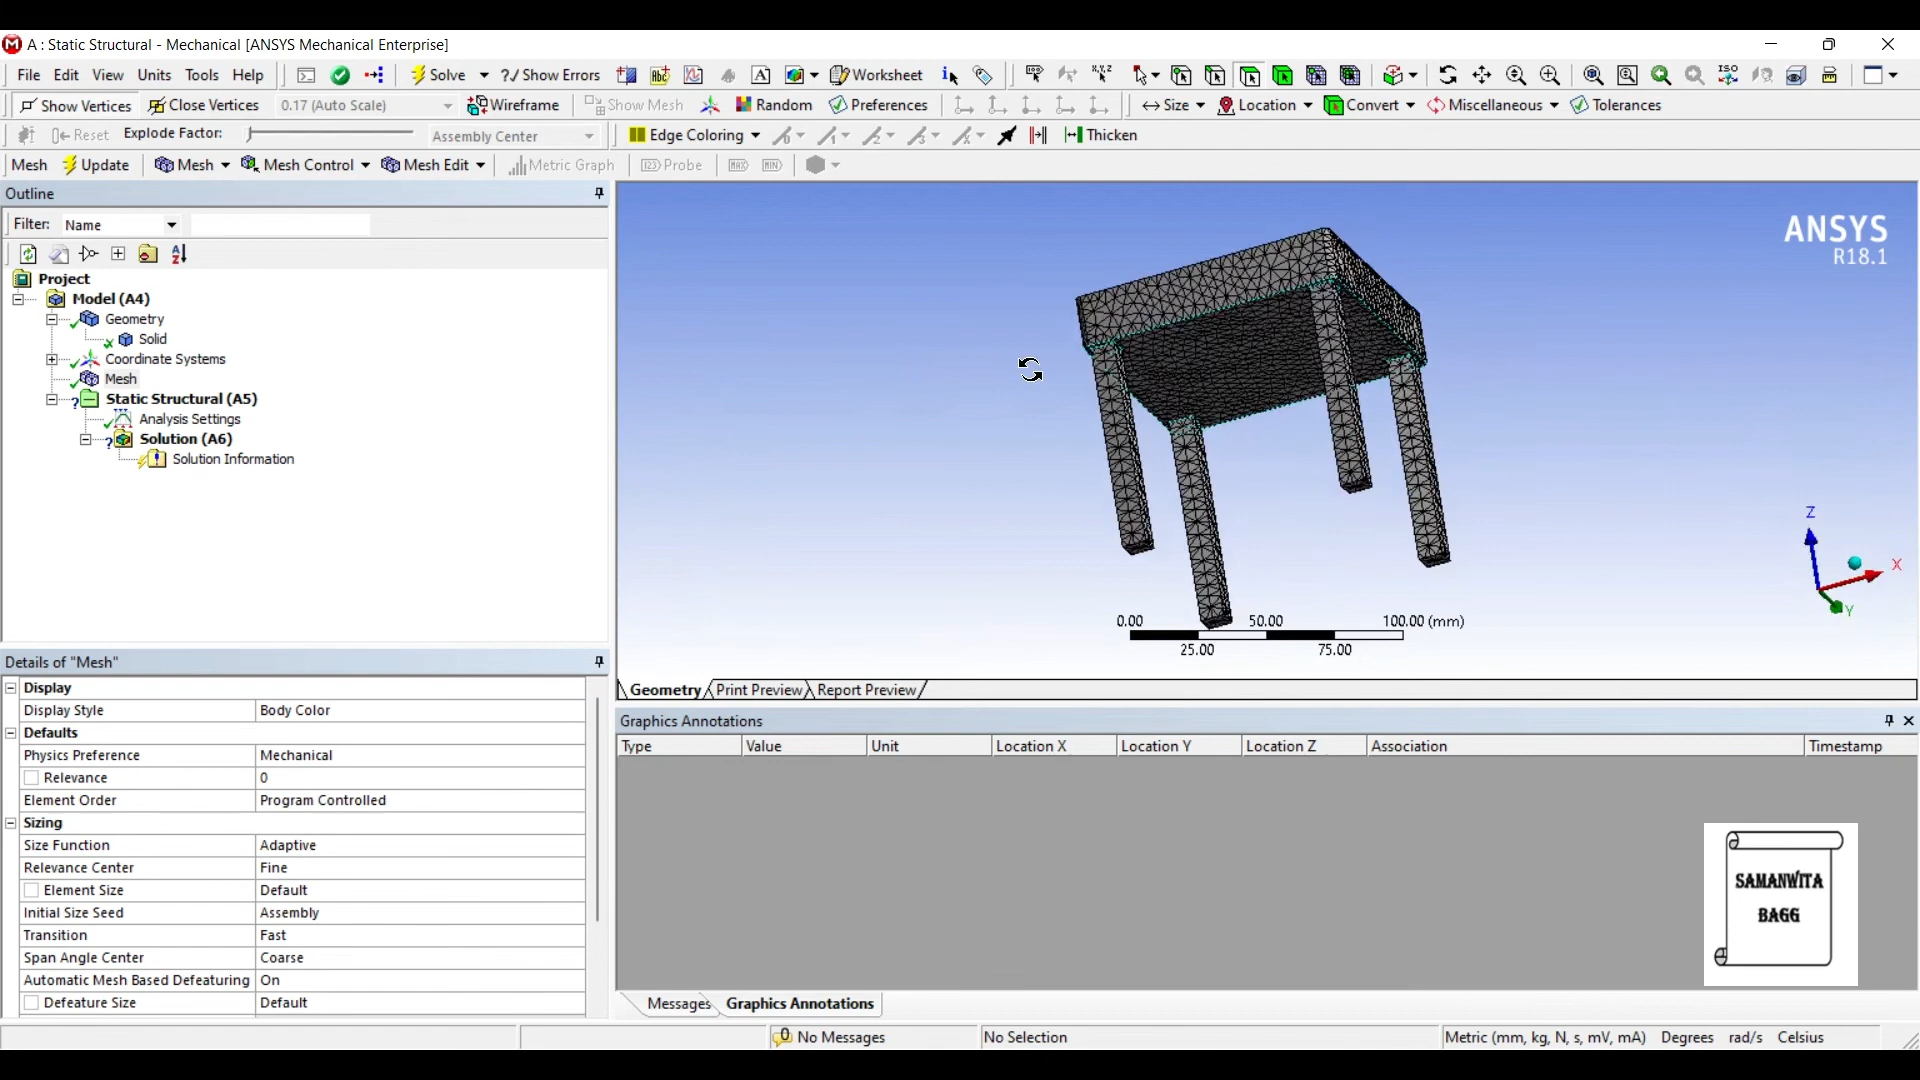 A : Static Structural - Mechanical [ANSYS Mechanical Enterprise]
File Edit View Units Tools Help Solve ?/ Show Errors Worksheet
Show Vertices Close Vertices 0.17 (Auto Scale) Wireframe Show Mesh Random Preferences Size Location Convert Miscellaneous Tolerances
Reset Explode Factor: Assembly Center Edge Coloring Thicken
Mesh Update Mesh Mesh Control Mesh Edit Metric Graph Probe MAX MIN
Outline
Filter: Name
Project
Model (A4)
Geometry
Solid
Coordinate Systems
Mesh
Static Structural (A5)
Analysis Settings
Solution (A6)
Solution Information
ANSYS
R18.1
Z
X
Y
0.00 50.00 100.00 (mm)
25.00 75.00
Geometry Print Preview Report Preview
Details of "Mesh"
Display
Display Style Body Color
Defaults
Physics Preference Mechanical
Relevance 0
Element Order Program Controlled
Sizing
Size Function Adaptive
Relevance Center Fine
Element Size Default
Initial Size Seed Assembly
Transition Fast
Span Angle Center Coarse
Automatic Mesh Based Defeaturing On
Defeature Size Default
Graphics Annotations
Type Value Unit Location X Location Y Location Z Association Timestamp
SAMANWITA
BAGG
Messages Graphics Annotations
0 No Messages No Selection Metric (mm, kg, N, s, mV, mA) Degrees rad/s Celsius